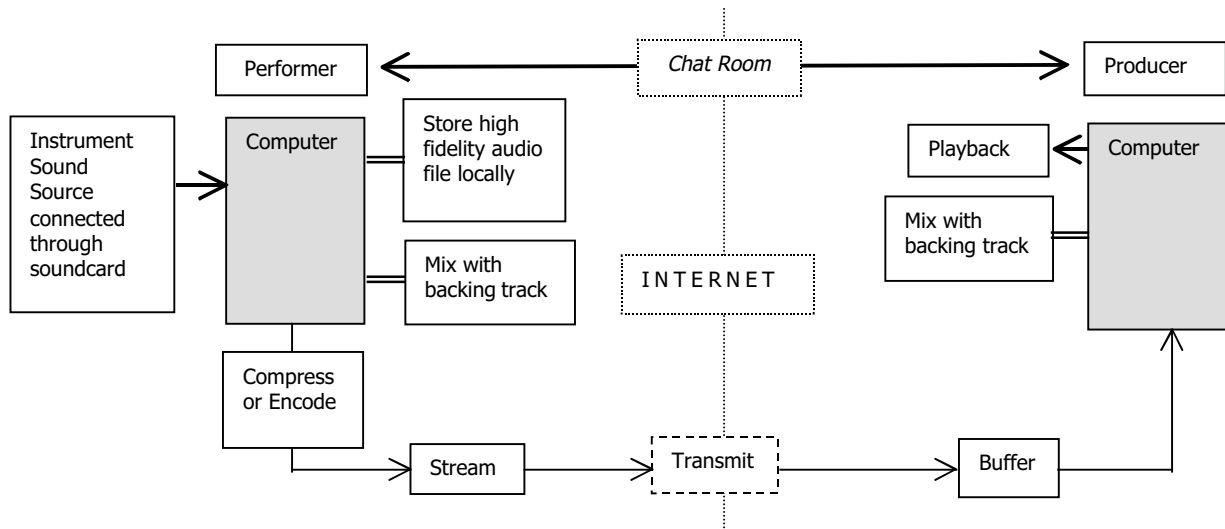 Performer
Chat Room
Producer
Instrument
Sound
Source
connected
through
soundcard
Computer
Store high
fidelity audio
file locally
Mix with
backing track
INTERNET
Playback
Mix with
backing track
Computer
Compress
or Encode
Stream
Transmit
Buffer